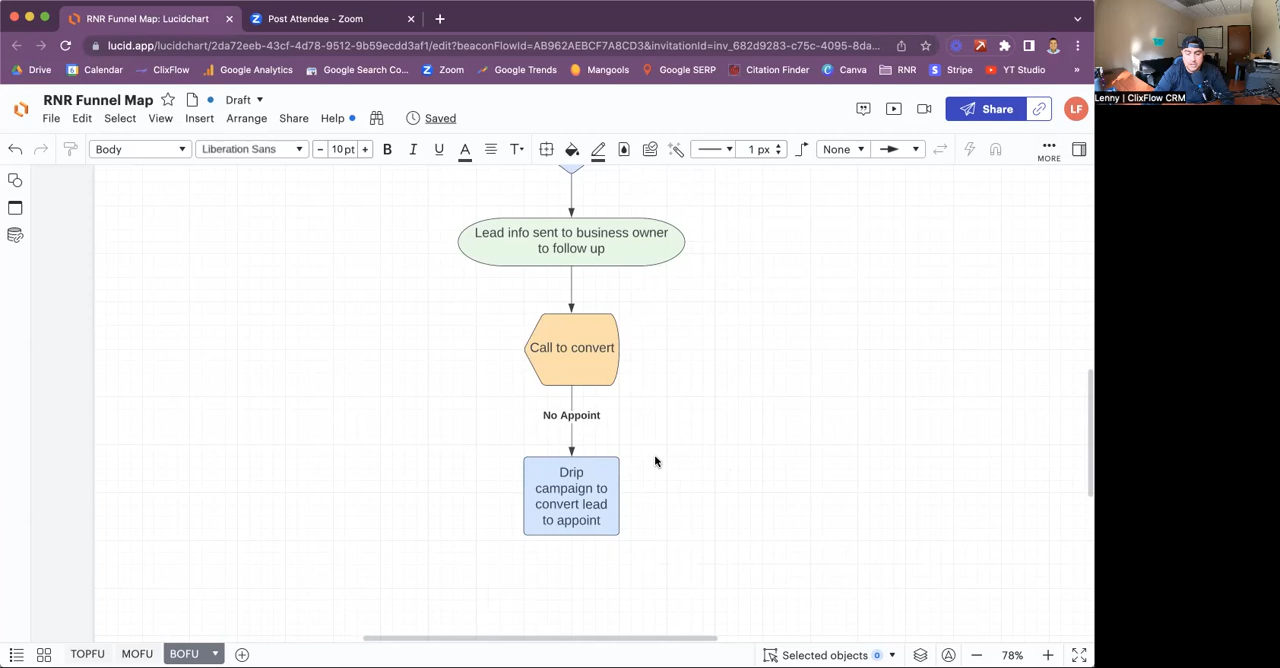 RNR Funnel Map: Lucidchart
Post Attendee - Zoom
lucid.app/lucidchart/2da72eeb-43cf-4d78-9512-9b59ecdd3af1/edit?beaconFlowId=AB962AEBCF7A8CD3&invitationId=inv_682d9283-c75c-4095-8da...
Drive
Calendar
ClixFlow
Google Analytics
Google Search Co...
Zoom
Google Trends
Mangools
Google SERP
Citation Finder
Canva
RNR
Stripe
YT Studio
»
Lenny | ClixFlow CRM
RNR Funnel Map
Draft
Share
LF
File Edit Select View Insert Arrange Share Help
Saved
Body
Liberation Sans
10 pt
B I U A T
1 px
None
MORE
Lead info sent to business owner
to follow up
Call to convert
No Appoint
Drip
campaign to
convert lead
to appoint
TOPFU MOFU BOFU
Selected objects 0
78%